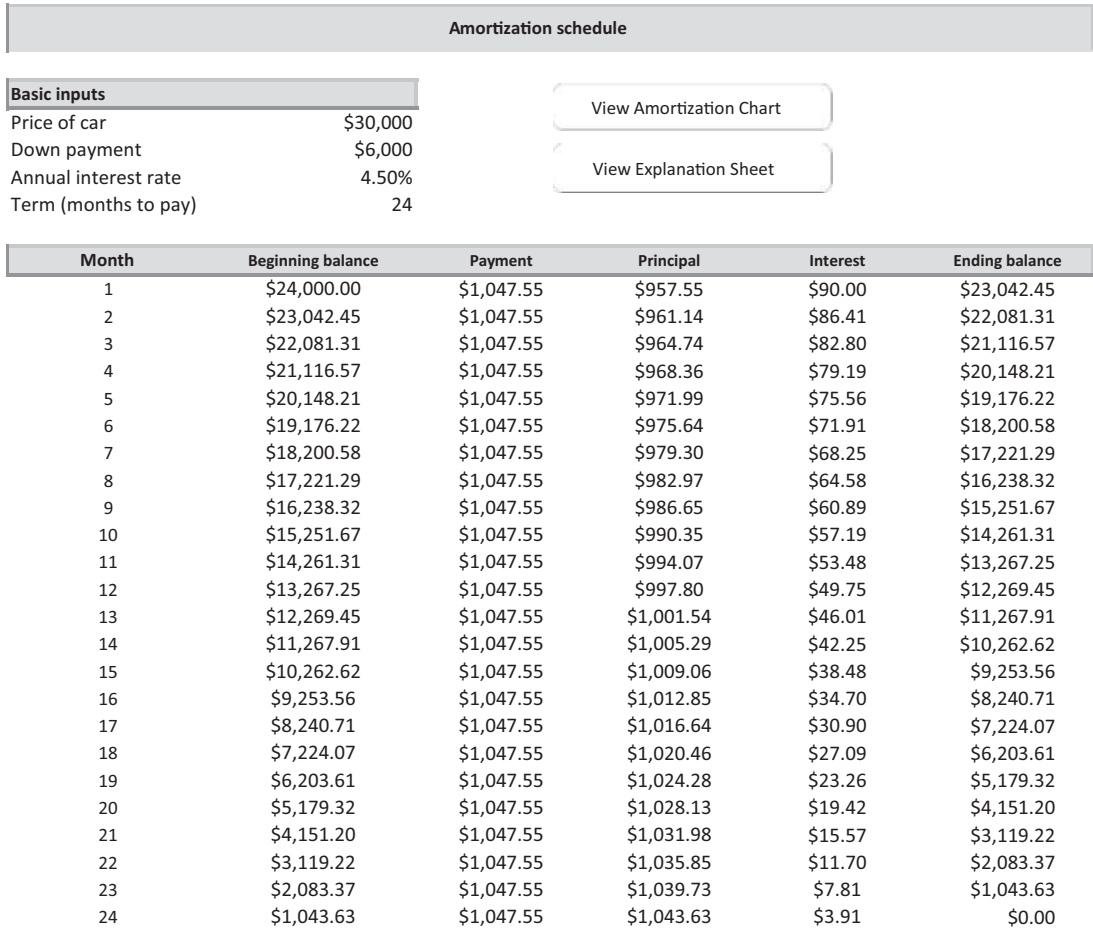 Amortization schedule
Basic inputs
Price of car $30,000
Down payment $6,000
Annual interest rate 4.50%
Term (months to pay) 24
View Amortization Chart
View Explanation Sheet
Month Beginning balance Payment Principal Interest Ending balance
1 $24,000.00 $1,047.55 $957.55 $90.00 $23,042.45
2 $23,042.45 $1,047.55 $961.14 $86.41 $22,081.31
3 $22,081.31 $1,047.55 $964.74 $82.80 $21,116.57
4 $21,116.57 $1,047.55 $968.36 $79.19 $20,148.21
5 $20,148.21 $1,047.55 $971.99 $75.56 $19,176.22
6 $19,176.22 $1,047.55 $975.64 $71.91 $18,200.58
7 $18,200.58 $1,047.55 $979.30 $68.25 $17,221.29
8 $17,221.29 $1,047.55 $982.97 $64.58 $16,238.32
9 $16,238.32 $1,047.55 $986.65 $60.89 $15,251.67
10 $15,251.67 $1,047.55 $990.35 $57.19 $14,261.31
11 $14,261.31 $1,047.55 $994.07 $53.48 $13,267.25
12 $13,267.25 $1,047.55 $997.80 $49.75 $12,269.45
13 $12,269.45 $1,047.55 $1,001.54 $46.01 $11,267.91
14 $11,267.91 $1,047.55 $1,005.29 $42.25 $10,262.62
15 $10,262.62 $1,047.55 $1,009.06 $38.48 $9,253.56
16 $9,253.56 $1,047.55 $1,012.85 $34.70 $8,240.71
17 $8,240.71 $1,047.55 $1,016.64 $30.90 $7,224.07
18 $7,224.07 $1,047.55 $1,020.46 $27.09 $6,203.61
19 $6,203.61 $1,047.55 $1,024.28 $23.26 $5,179.32
20 $5,179.32 $1,047.55 $1,028.13 $19.42 $4,151.20
21 $4,151.20 $1,047.55 $1,031.98 $15.57 $3,119.22
22 $3,119.22 $1,047.55 $1,035.85 $11.70 $2,083.37
23 $2,083.37 $1,047.55 $1,039.73 $7.81 $1,043.63
24 $1,043.63 $1,047.55 $1,043.63 $3.91 $0.00